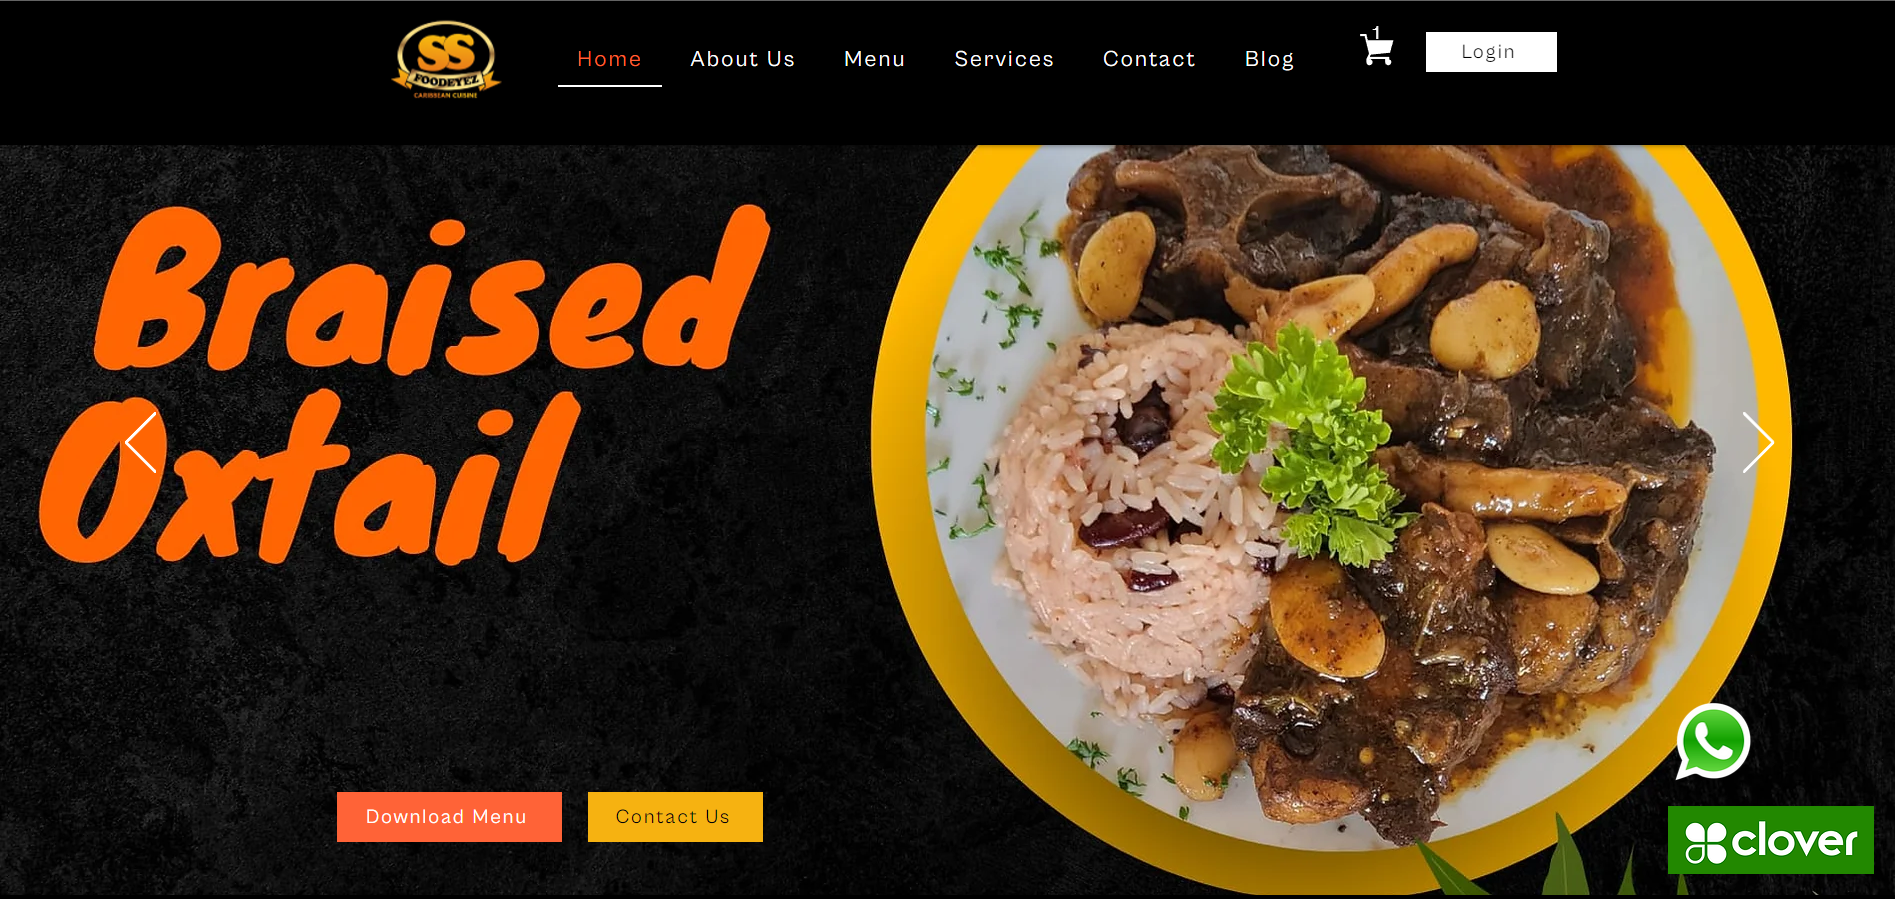 SS
FOODEYEZ
CARIBBEAN CUISINE
Home
About Us
Menu
Services
Contact
Blog
1
Login
Braised
Oxtail
Download Menu
Contact Us
clover